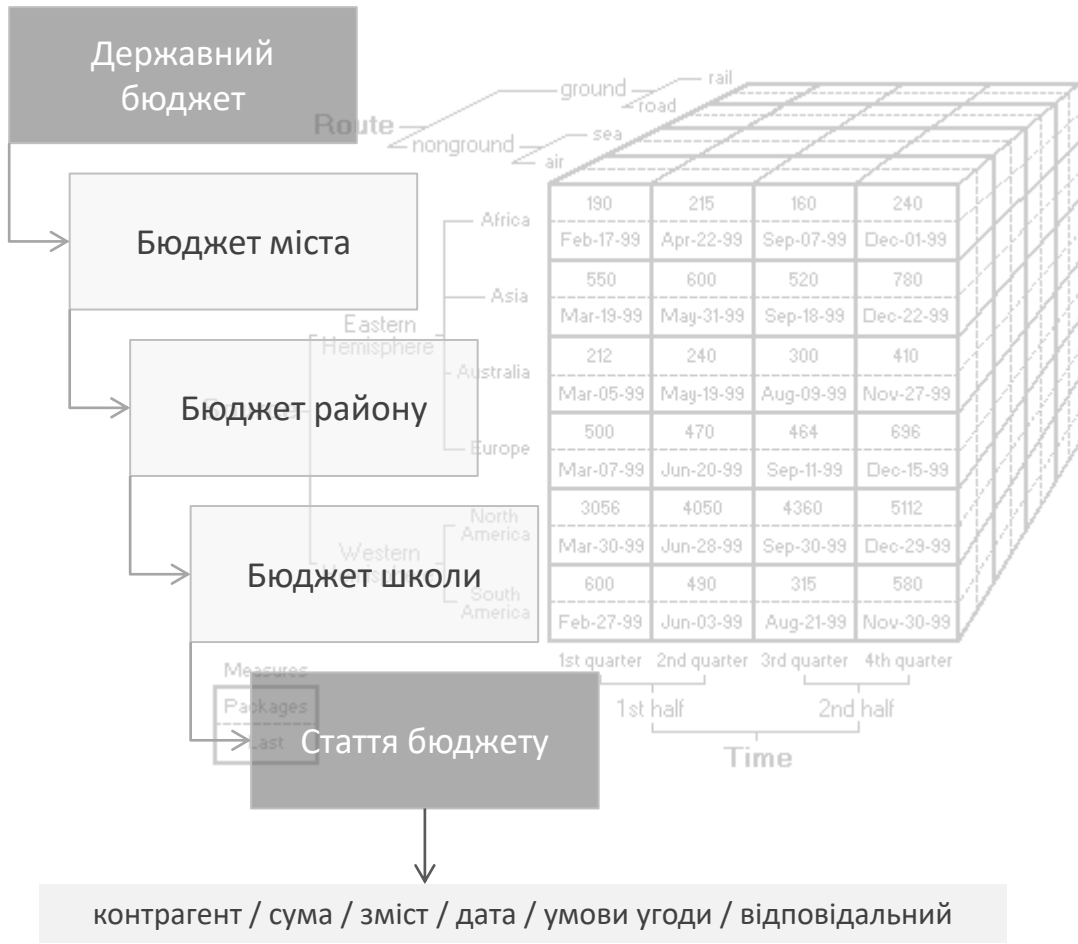 Державний
бюджет
Route
ground
rail
road
nonground
sea
air
Бюджет міста
Бюджет району
Бюджет школи
Стаття бюджету
Eastern
Hemisphere
Western
Africa
Asia
Australia
Europe
North
America
South
America
190 215 160 240
Feb-17-99 Apr-22-99 Sep-07-99 Dec-01-99
550 600 520 780
Mar-19-99 May-31-99 Sep-18-99 Dec-22-99
212 240 300 410
Mar-05-99 May-19-99 Aug-09-99 Nov-27-99
500 470 464 696
Mar-07-99 Jun-20-99 Sep-11-99 Dec-15-99
3056 4050 4360 5112
Mar-30-99 Jun-28-99 Sep-30-99 Dec-29-99
600 490 315 580
Feb-27-99 Jun-03-99 Aug-21-99 Nov-30-99
1st quarter 2nd quarter 3rd quarter 4th quarter
1st half 2nd half
Time
Measures
Packages
Last
контрагент / сума / зміст / дата / умови угоди / відповідальний